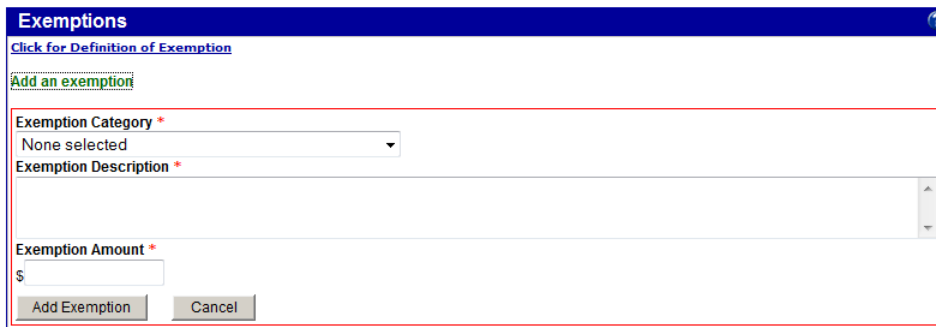 Exemptions
Click for Definition of Exemption
Add an exemption
Exemption Category *
None selected
Exemption Description *
Exemption Amount *
$
Add Exemption Cancel